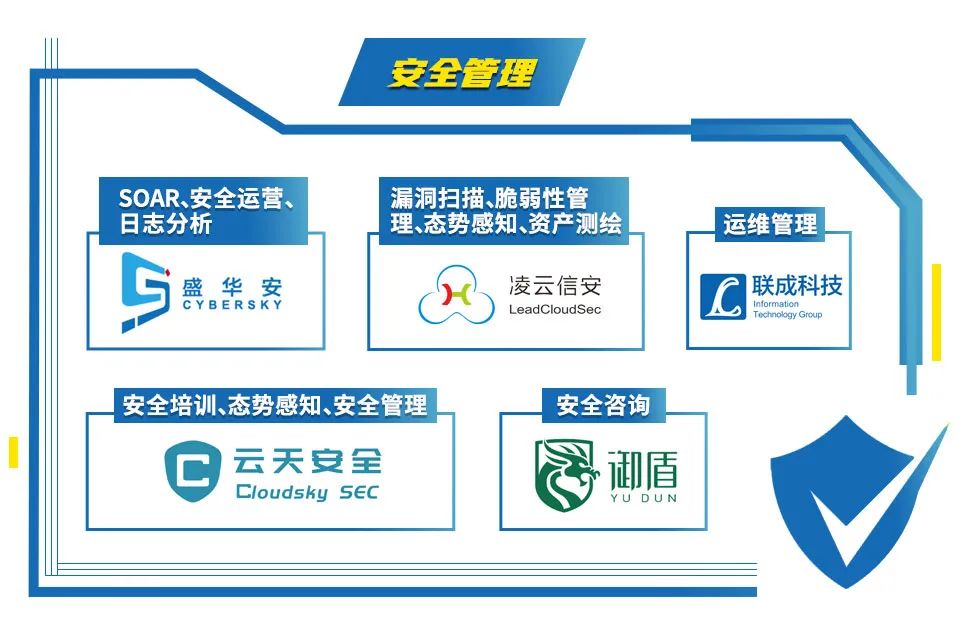 安全管理
SOAR、安全运营、
日志分析
盛华安
CYBERSKY
漏洞扫描、脆弱性管
理、态势感知、资产测绘
凌云信安
LeadCloudSec
运维管理
联成科技
Information
Technology Group
安全培训、态势感知、安全管理
云天安全
Cloudsky SEC
安全咨询
御盾
YU DUN